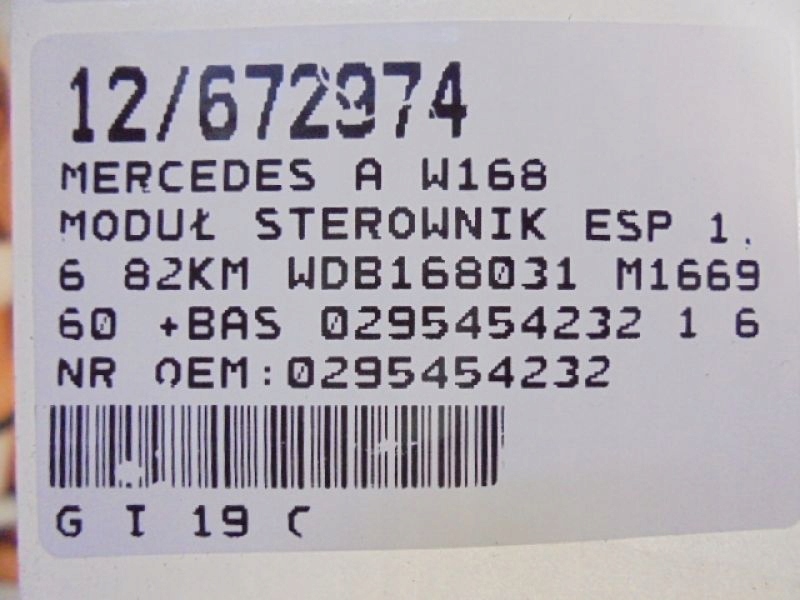 12/672974
MERCEDES A W168
MODUŁ STEROWNIK ESP 1.
6 82KM WDB168031 M1669
60 +BAS 0295454232 1 6
NR OEM:0295454232
G I 19 C